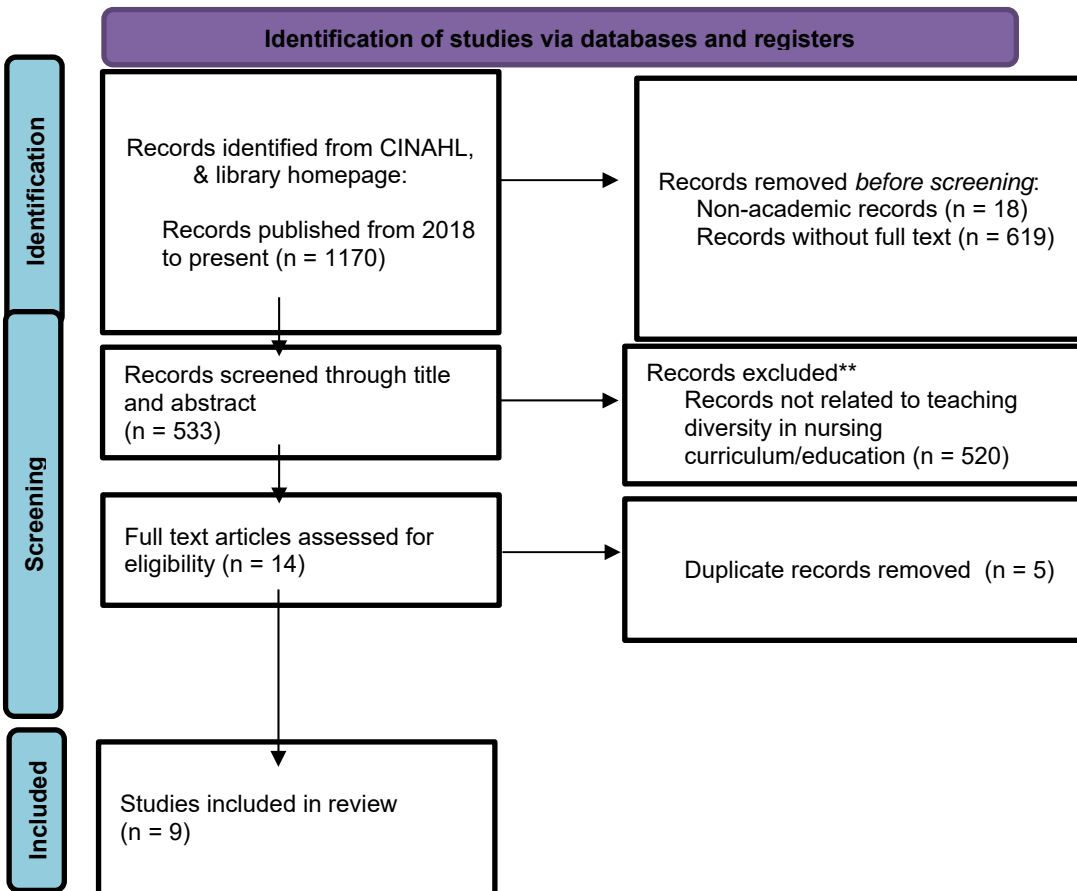 Identification of studies via databases and registers
Identification
Records identified from CINAHL,
& library homepage:
Records published from 2018
to present (n = 1170)
Records removed before screening:
Non-academic records (n = 18)
Records without full text (n = 619)
Screening
Records screened through title
and abstract
(n = 533)
Records excluded**
Records not related to teaching
diversity in nursing
curriculum/education (n = 520)
Full text articles assessed for
eligibility (n = 14)
Duplicate records removed (n = 5)
Included
Studies included in review
(n = 9)